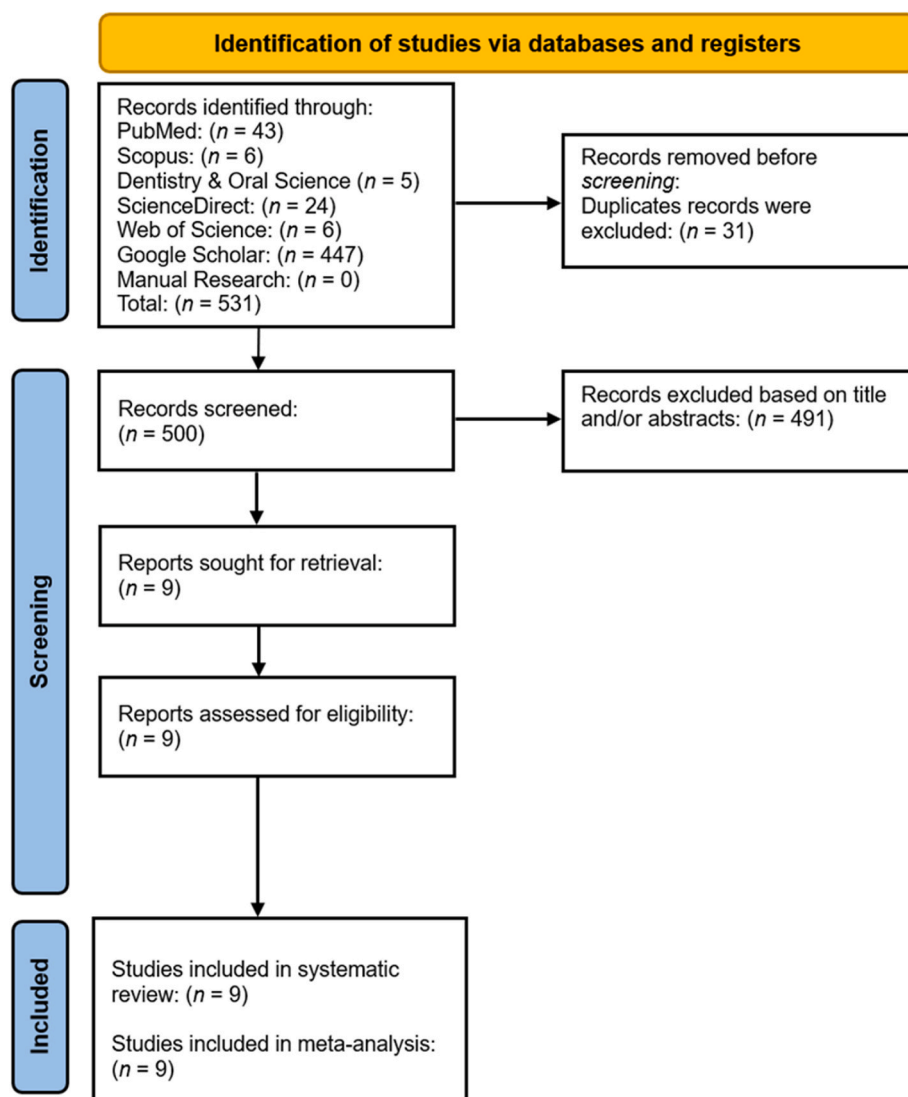 Identification of studies via databases and registers
Identification
Records identified through:
PubMed: (n = 43)
Scopus: (n = 6)
Dentistry & Oral Science (n = 5)
ScienceDirect: (n = 24)
Web of Science: (n = 6)
Google Scholar: (n = 447)
Manual Research: (n = 0)
Total: (n = 531)
Records removed before
screening:
Duplicates records were
excluded: (n = 31)
Screening
Records screened:
(n = 500)
Records excluded based on title
and/or abstracts: (n = 491)
Reports sought for retrieval:
(n = 9)
Reports assessed for eligibility:
(n = 9)
Included
Studies included in systematic
review: (n = 9)
Studies included in meta-analysis:
(n = 9)